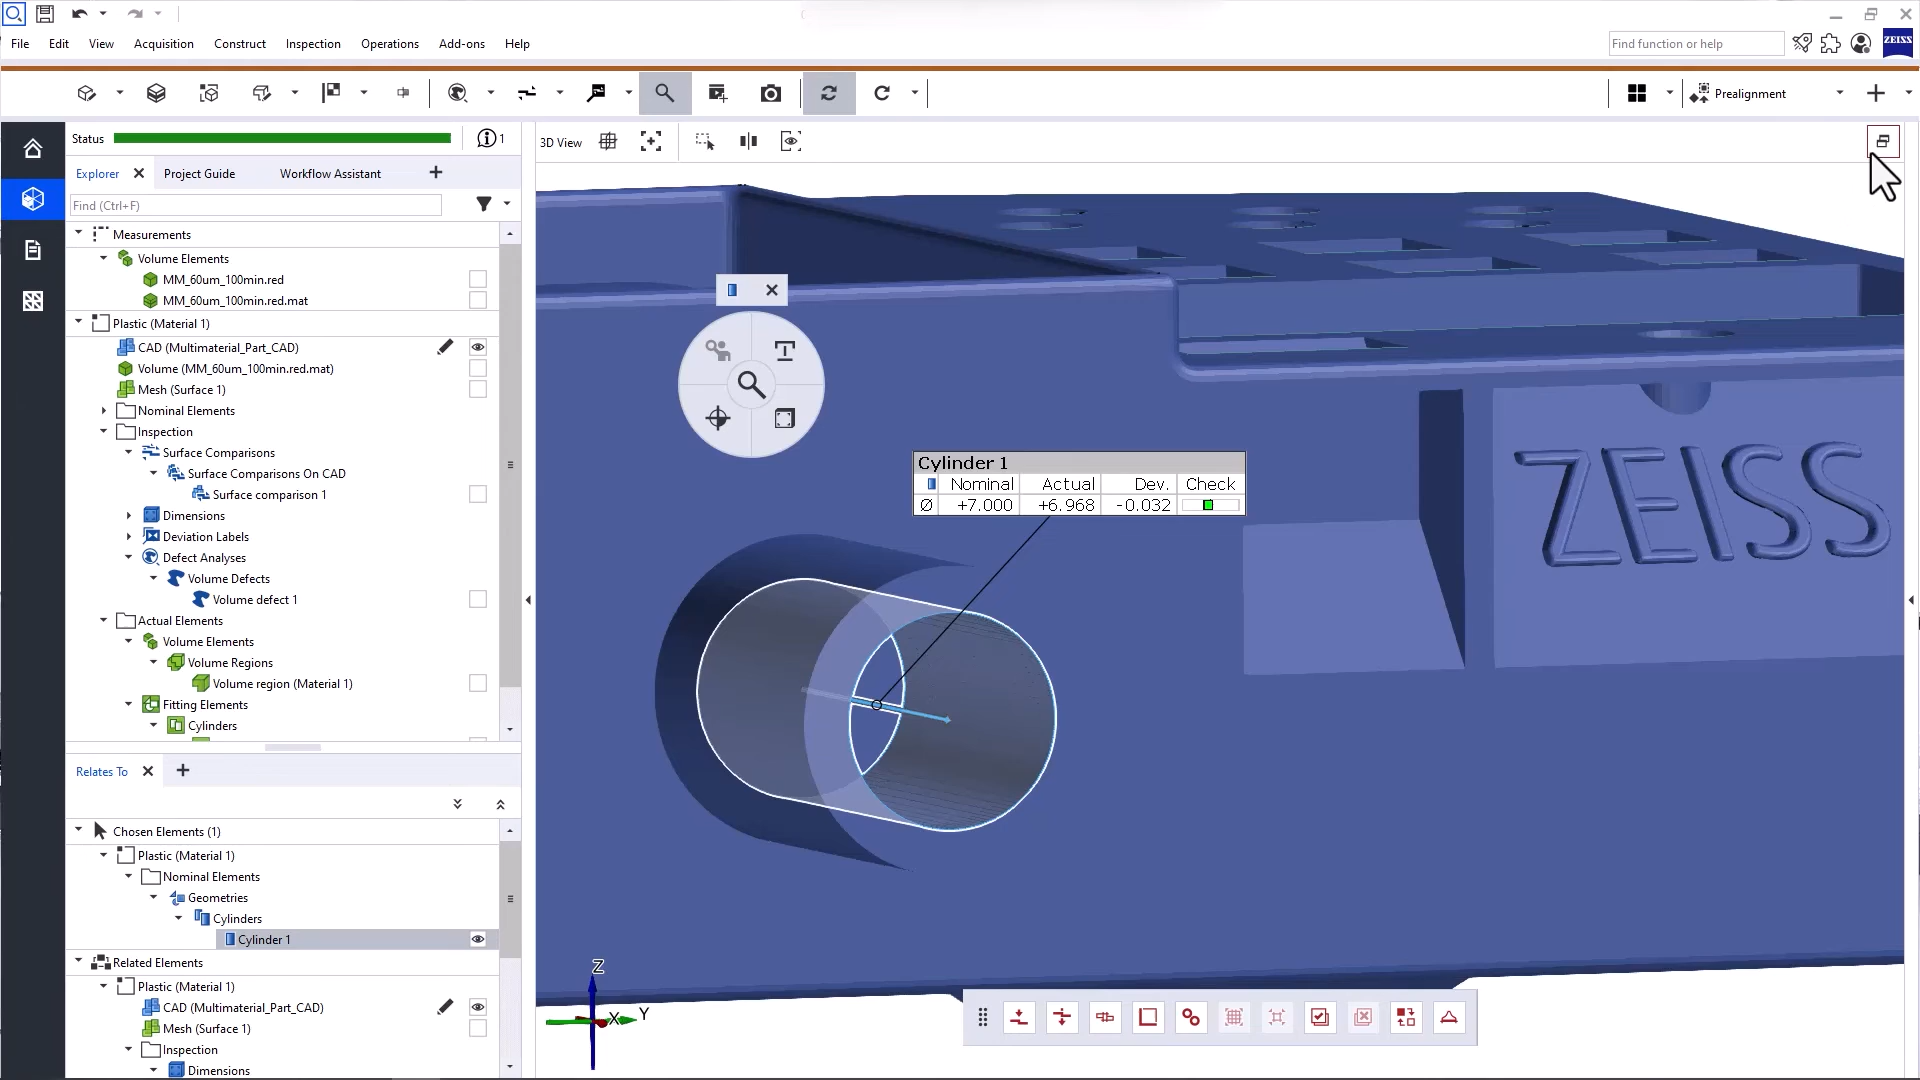 File Edit View Acquisition Construct Inspection Operations Add-ons Help
Find function or help
ZEISS
Prealignment
Status
1
3D View
Explorer
Project Guide
Workflow Assistant
Find (Ctrl+F)
Measurements
Volume Elements
MM_60um_100min.red
MM_60um_100min.red.mat
Plastic (Material 1)
CAD (Multimaterial_Part_CAD)
Volume (MM_60um_100min.red.mat)
Mesh (Surface 1)
Nominal Elements
Inspection
Surface Comparisons
Surface Comparisons On CAD
Surface comparison 1
Dimensions
Deviation Labels
Defect Analyses
Volume Defects
Volume defect 1
Actual Elements
Volume Elements
Volume Regions
Volume region (Material 1)
Fitting Elements
Cylinders
Relates To
Chosen Elements (1)
Plastic (Material 1)
Nominal Elements
Geometries
Cylinders
Cylinder 1
Related Elements
Plastic (Material 1)
CAD (Multimaterial_Part_CAD)
Mesh (Surface 1)
Inspection
Dimensions
Cylinder 1
Nominal Actual Dev. Check
Ø +7.000 +6.968 -0.032
ZEISS
Z
X
Y